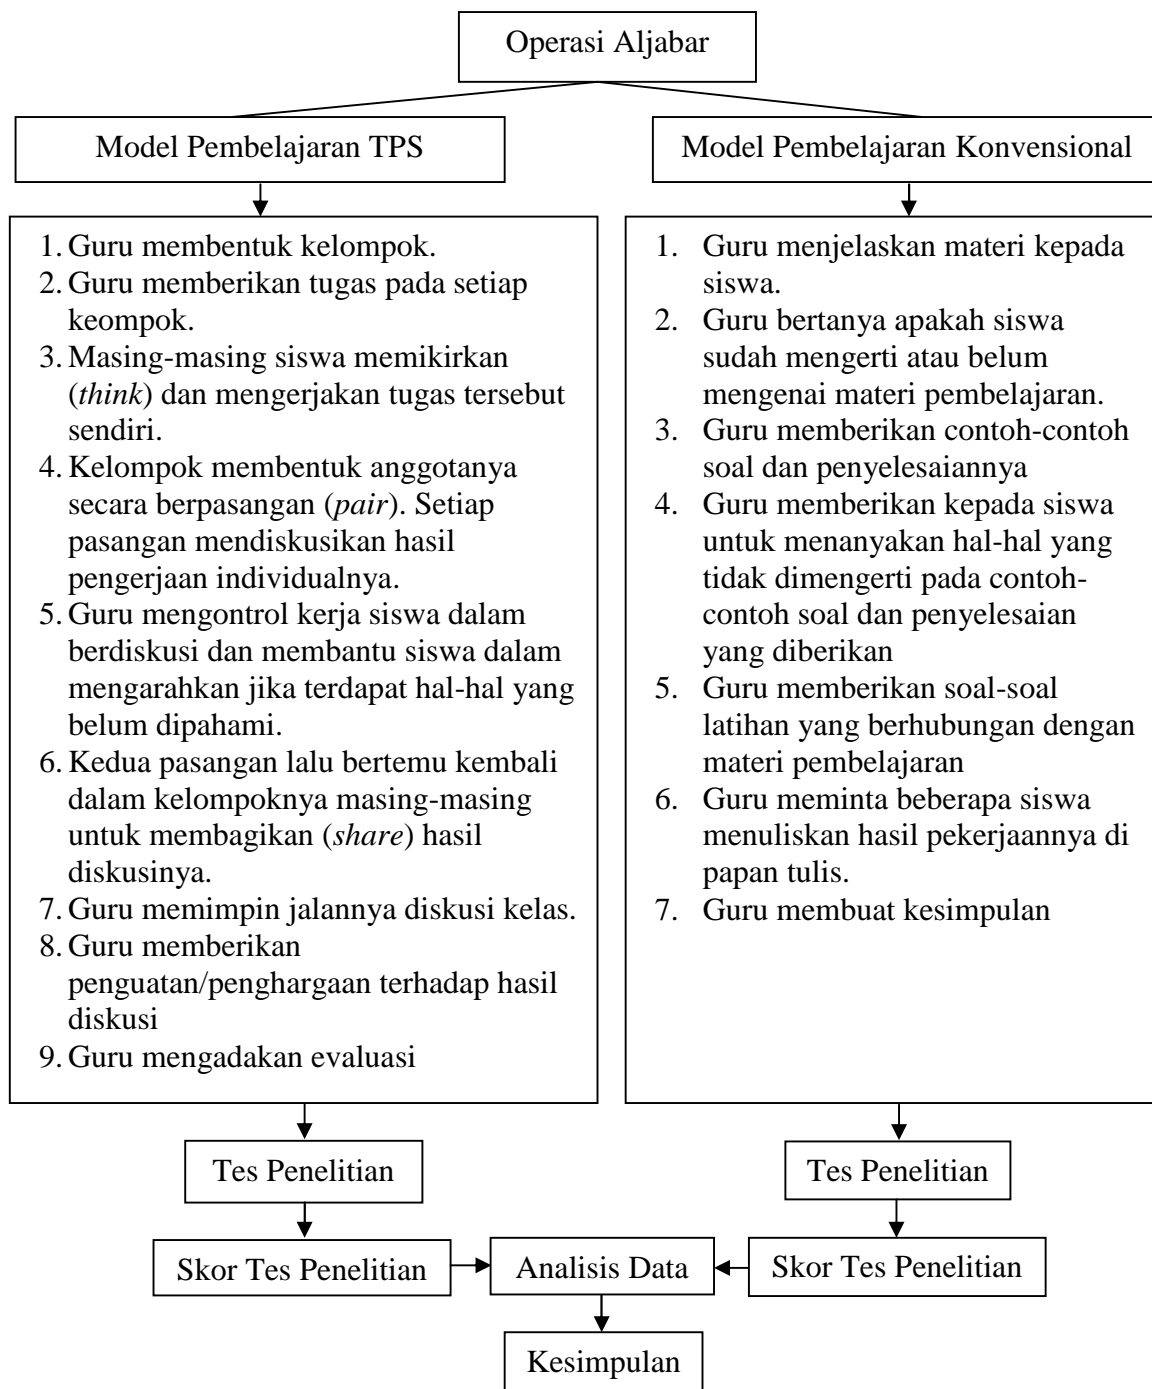 Operasi Aljabar
Model Pembelajaran TPS
Model Pembelajaran Konvensional
1. Guru membentuk kelompok.
2. Guru memberikan tugas pada setiap
keompok.
3. Masing-masing siswa memikirkan
(think) dan mengerjakan tugas tersebut
sendiri.
4. Kelompok membentuk anggotanya
secara berpasangan (pair). Setiap
pasangan mendiskusikan hasil
pengerjaan individualnya.
5. Guru mengontrol kerja siswa dalam
berdiskusi dan membantu siswa dalam
mengarahkan jika terdapat hal-hal yang
belum dipahami.
6. Kedua pasangan lalu bertemu kembali
dalam kelompoknya masing-masing
untuk membagikan (share) hasil
diskusinya.
7. Guru memimpin jalannya diskusi kelas.
8. Guru memberikan
penguatan/penghargaan terhadap hasil
diskusi
9. Guru mengadakan evaluasi
1. Guru menjelaskan materi kepada
siswa.
2. Guru bertanya apakah siswa
sudah mengerti atau belum
mengenai materi pembelajaran.
3. Guru memberikan contoh-contoh
soal dan penyelesaiannya
4. Guru memberikan kepada siswa
untuk menanyakan hal-hal yang
tidak dimengerti pada contoh-
contoh soal dan penyelesaian
yang diberikan
5. Guru memberikan soal-soal
latihan yang berhubungan dengan
materi pembelajaran
6. Guru meminta beberapa siswa
menuliskan hasil pekerjaannya di
papan tulis.
7. Guru membuat kesimpulan
Tes Penelitian
Tes Penelitian
Skor Tes Penelitian
Analisis Data
Skor Tes Penelitian
Kesimpulan